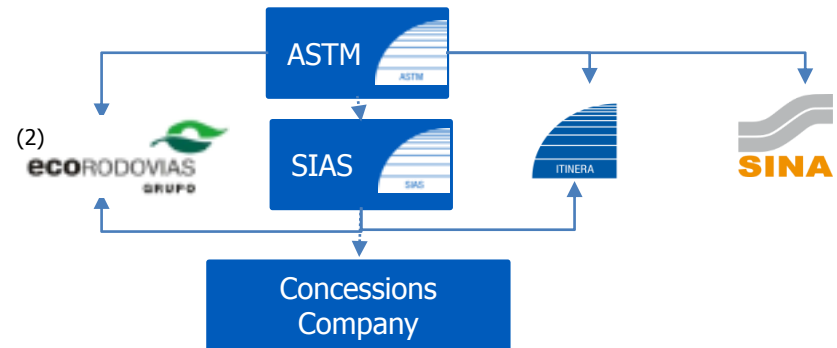 ASTM
ASTM
(2)
ecoRODOVIAS
GRUPO
SIAS
SIAS
ITINERA
SINA
Concessions
Company